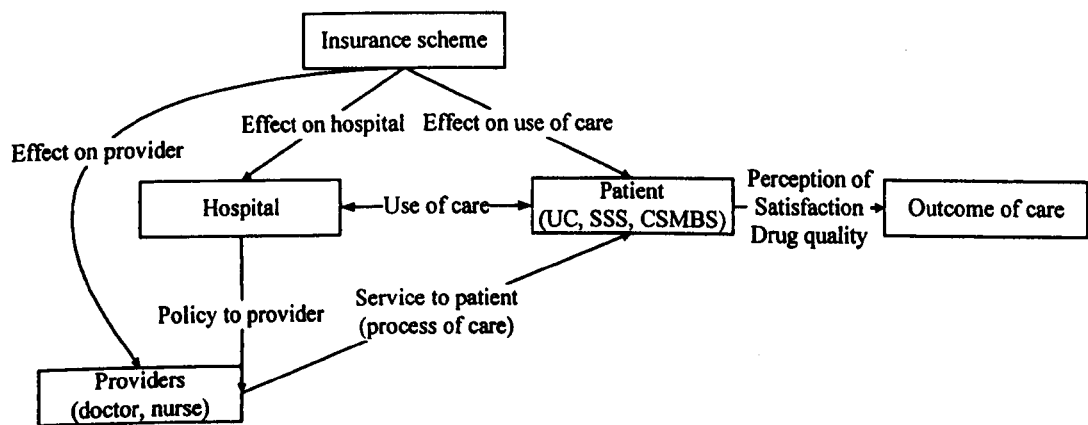 Insurance scheme
Effect on hospital
Effect on use of care
Effect on provider
Hospital
Use of care
Patient
(UC, SSS, CSMBS)
Perception of
Satisfaction
Drug quality
Outcome of care
Policy to provider
Service to patient
(process of care)
Providers
(doctor, nurse)